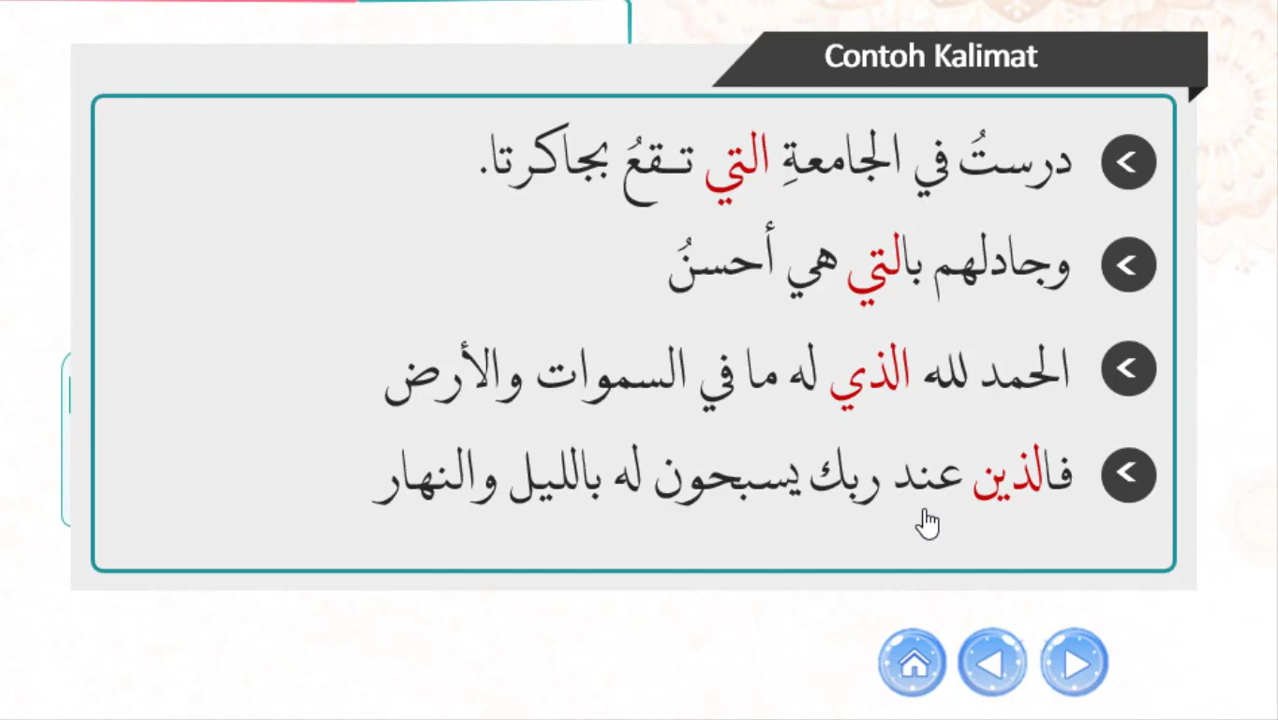 Contoh Kalimat
درستُ في الجامعةِ التي تـقعُ بجاكرتا.
وجادلهم بالتي هي أحسنُ
الحمد لله الذي له ما في السموات والأرض
فالذين عند ربك يسبحون له بالليل والنهار